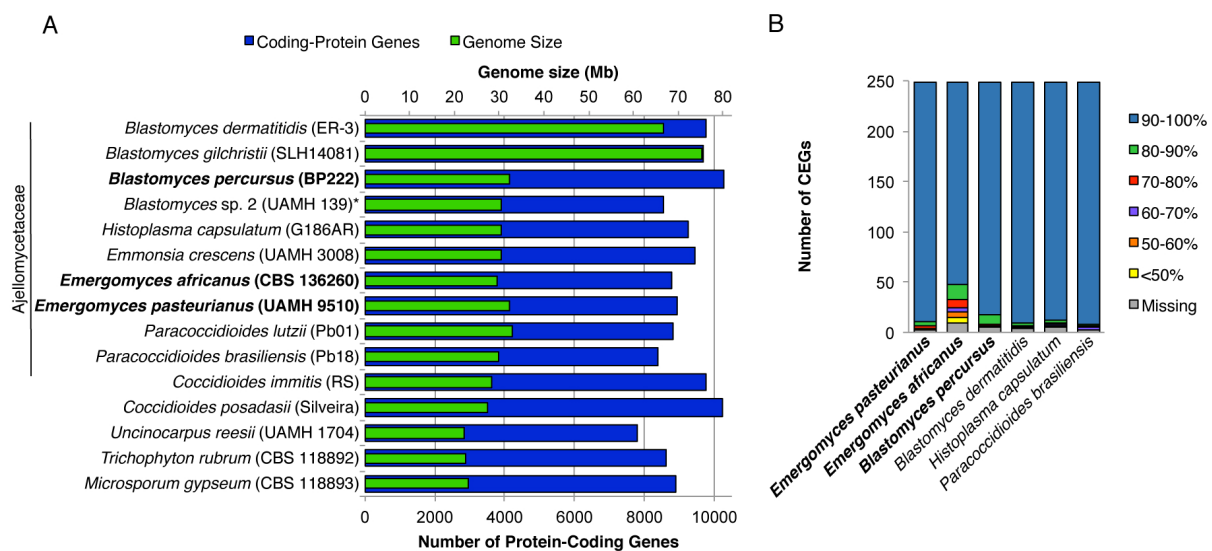 A
Coding-Protein Genes
Genome Size
Genome size (Mb)
0 10 20 30 40 50 60 70 80
Ajellomycetaceae
Blastomyces dermatitidis (ER-3)
Blastomyces gilchristii (SLH14081)
Blastomyces percursus (BP222)
Blastomyces sp. 2 (UAMH 139)*
Histoplasma capsulatum (G186AR)
Emmonsia crescens (UAMH 3008)
Emergomyces africanus (CBS 136260)
Emergomyces pasteurianus (UAMH 9510)
Paracoccidioides lutzii (Pb01)
Paracoccidioides brasiliensis (Pb18)
Coccidioides immitis (RS)
Coccidioides posadasii (Silveira)
Uncinocarpus reesii (UAMH 1704)
Trichophyton rubrum (CBS 118892)
Microsporum gypseum (CBS 118893)
0 2000 4000 6000 8000 10000
Number of Protein-Coding Genes
B
Number of CEGs
250
200
150
100
50
0
Emergomyces pasteurianus
Emergomyces africanus
Blastomyces percursus
Blastomyces dermatitidis
Histoplasma capsulatum
Paracoccidioides brasiliensis
90-100%
80-90%
70-80%
60-70%
50-60%
<50%
Missing